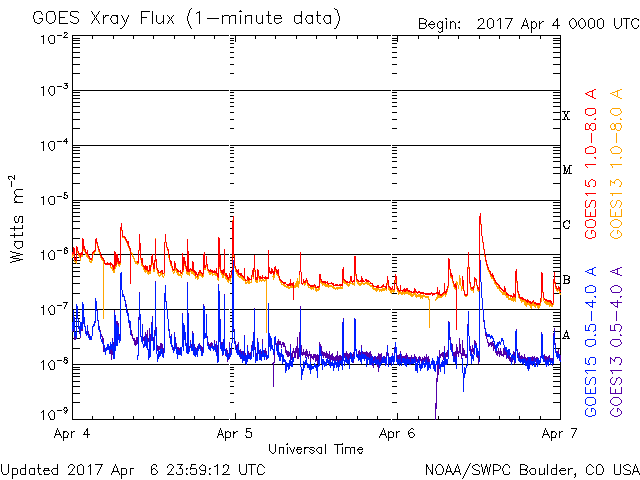 GOES Xray Flux (1-minute data)
Begin: 2017 Apr 4 0000 UTC
10-2
10-3
10-4
10-5
10-6
10-7
10-8
10-9
Watts m-2
X
M
C
B
A
GOES15 1.0-8.0 A
GOES13 1.0-8.0 A
GOES15 0.5-4.0 A
GOES13 0.5-4.0 A
Apr 4
Apr 5
Apr 6
Apr 7
Universal Time
Updated 2017 Apr 6 23:59:12 UTC
NOAA/SWPC Boulder, CO USA